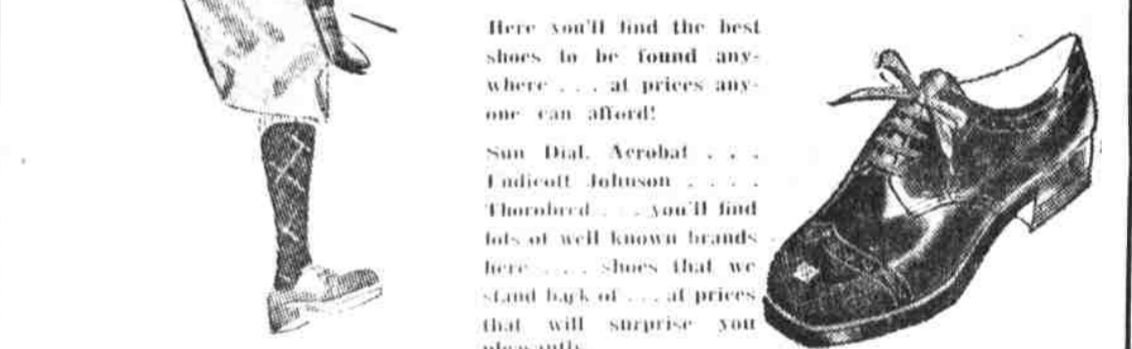 Here you'll find the best
shoes to be found any-
where . . . at prices any-
one can afford!
Sun Dial, Acrobat . . .
Endicott Johnson . . . .
Thorobred . . . you'll find
lots of well known brands
here . . . . shoes that we
stand back of . . . at prices
that will surprise you
pleasantly